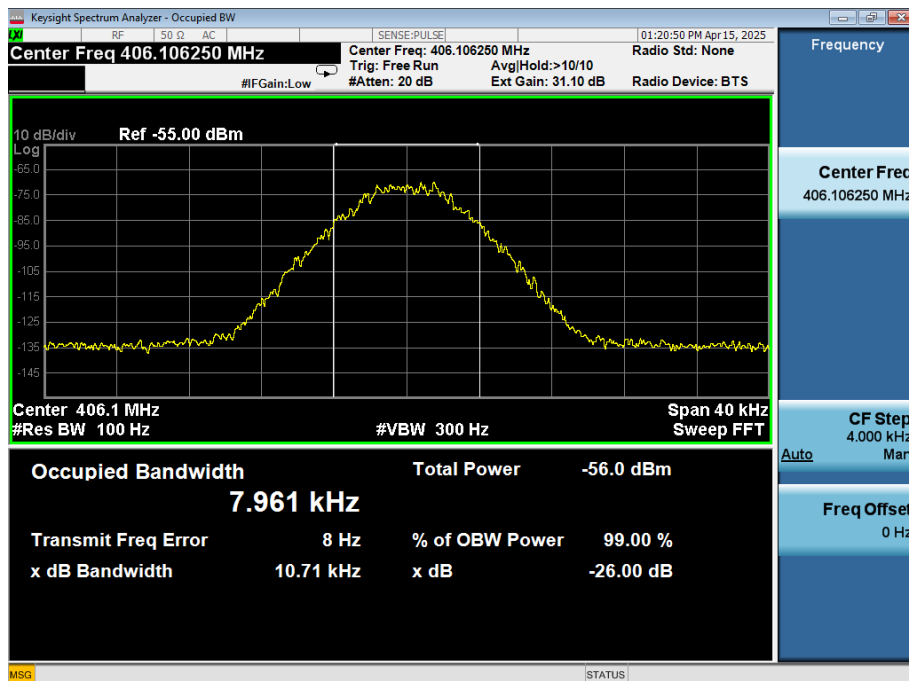 Keysight Spectrum Analyzer - Occupied BW
LXI RF 50 Ω AC SENSE:PULSE 01:20:50 PM Apr 15, 2025
Center Freq 406.106250 MHz
Center Freq: 406.106250 MHz Radio Std: None
Trig: Free Run Avg|Hold:>10/10
#IFGain:Low #Atten: 20 dB Ext Gain: 31.10 dB Radio Device: BTS
10 dB/div Ref -55.00 dBm
Log
-65.0
-75.0
-85.0
-95.0
-105
-115
-125
-135
-145
Center 406.1 MHz Span 40 kHz
#Res BW 100 Hz #VBW 300 Hz Sweep FFT
Occupied Bandwidth Total Power -56.0 dBm
7.961 kHz
Transmit Freq Error 8 Hz % of OBW Power 99.00 %
x dB Bandwidth 10.71 kHz x dB -26.00 dB
Frequency
Center Freq
406.106250 MHz
CF Step
4.000 kHz
Auto Man
Freq Offset
0 Hz
MSG STATUS